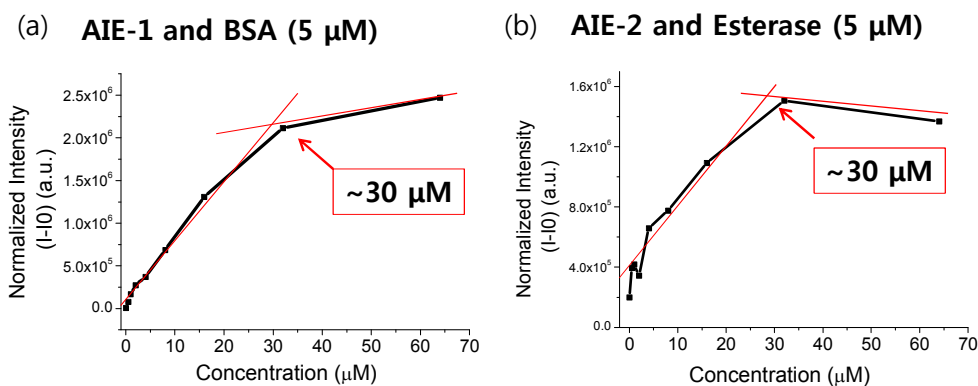 (a) AIE-1 and BSA (5 μM)
Normalized Intensity
(I-I0) (a.u.)
2.5x10⁶
2.0x10⁶
1.5x10⁶
1.0x10⁶
5.0x10⁵
0.0
~30 μM
0 10 20 30 40 50 60 70
Concentration (μM)
(b) AIE-2 and Esterase (5 μM)
Normalized Intensity
(I-I0) (a.u.)
1.6x10⁶
1.2x10⁶
8.0x10⁵
4.0x10⁵
0.0
~30 μM
0 10 20 30 40 50 60 70
Concentration (μM)